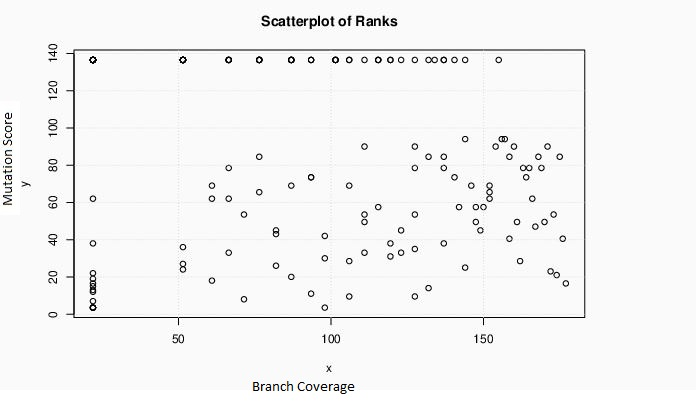 Scatterplot of Ranks
Mutation Score
y
140
120
100
80
60
40
20
0
50 100 150
x
Branch Coverage